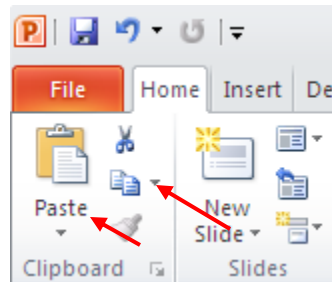 P
File Home Insert De
Paste
New
Slide
Clipboard Slides